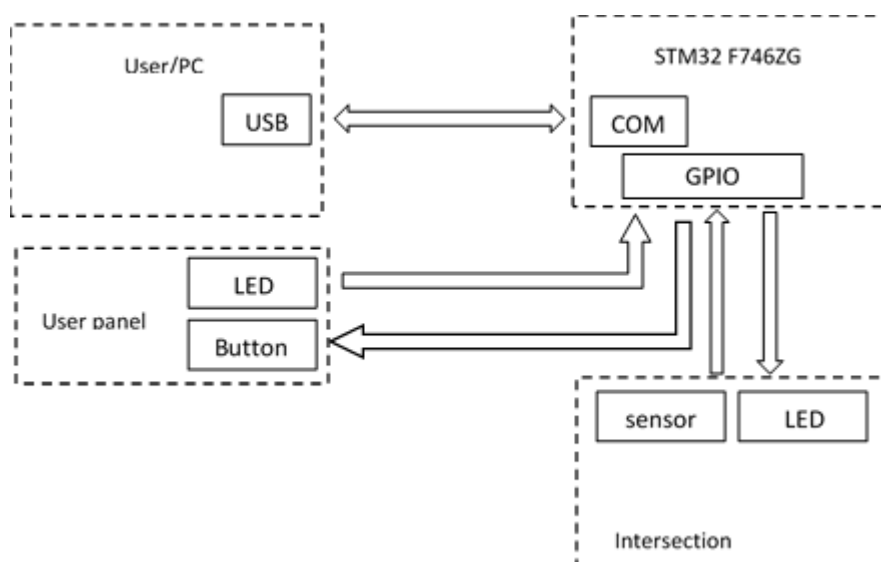 User/PC
USB
STM32 F746ZG
COM
GPIO
LED
User panel
Button
sensor
LED
Intersection